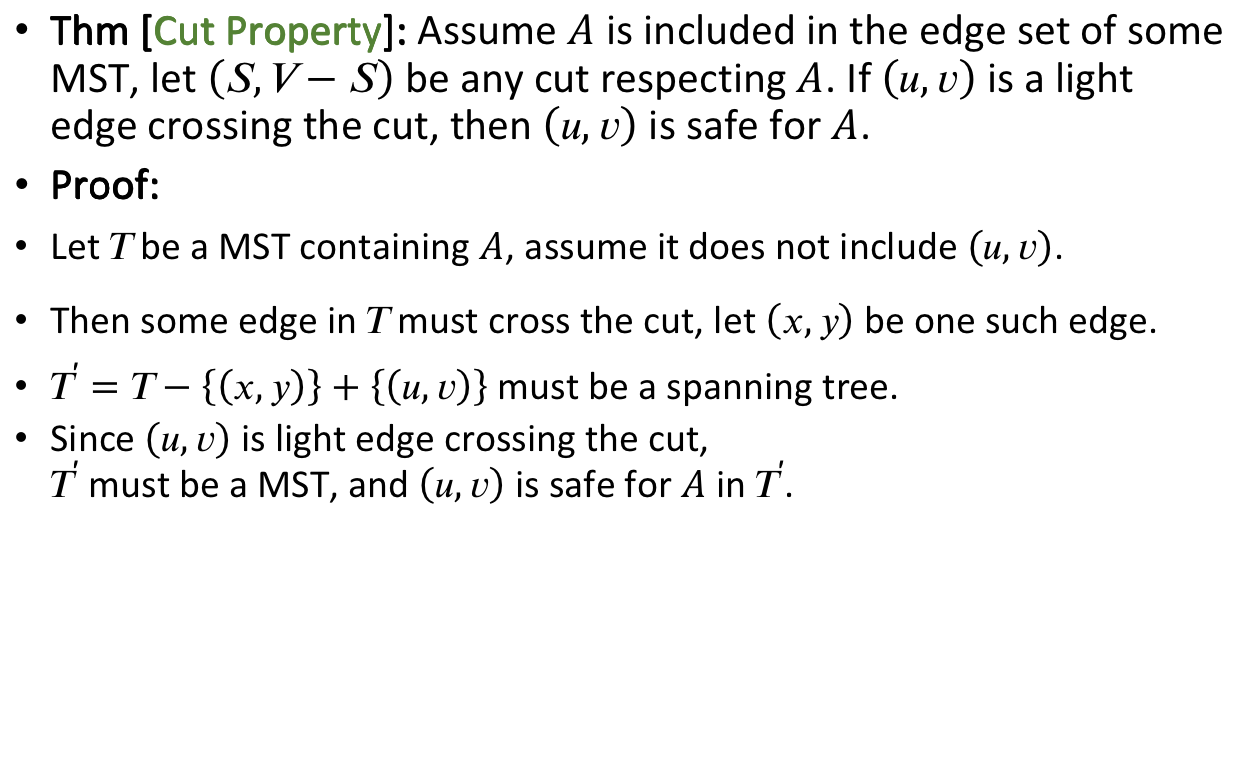 • Thm [Cut Property]: Assume A is included in the edge set of some
MST, let (S, V − S) be any cut respecting A. If (u, v) is a light
edge crossing the cut, then (u, v) is safe for A.
• Proof:
• Let T be a MST containing A, assume it does not include (u, v).
• Then some edge in T must cross the cut, let (x, y) be one such edge.
• T′ = T − {(x, y)} + {(u, v)} must be a spanning tree.
• Since (u, v) is light edge crossing the cut,
T′ must be a MST, and (u, v) is safe for A in T′.